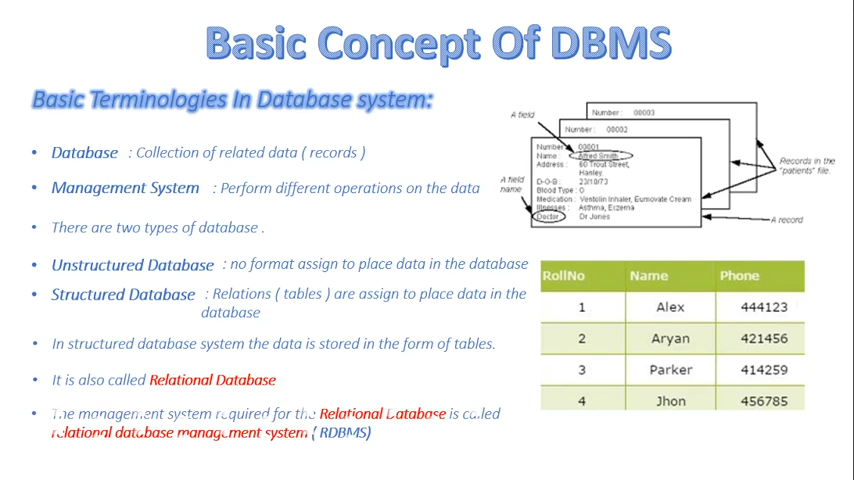 Basic Concept Of DBMS
Basic Terminologies In Database system:
• Database : Collection of related data ( records )
• Management System : Perform different operations on the data
• There are two types of database .
• Unstructured Database : no format assign to place data in the database
• Structured Database : Relations ( tables ) are assign to place data in the
database
• In structured database system the data is stored in the form of tables.
• It is also called Relational Database
• The management system required for the Relational Database is called
relational database management system ( RDBMS)
A field
Number : 00003
Number : 00002
Number : 00001
Name : Alfred Smith
Address : 60 Trout Street,
Hanley
D-O-B : 23/10/73
Blood Type : O
Medication : Ventolin Inhaler, Eumovate Cream
Illnesses : Asthma, Eczema
Doctor : Dr Jones
A field
name
Records in the
"patients" file.
A record
RollNo Name Phone
1 Alex 444123
2 Aryan 421456
3 Parker 414259
4 Jhon 456785